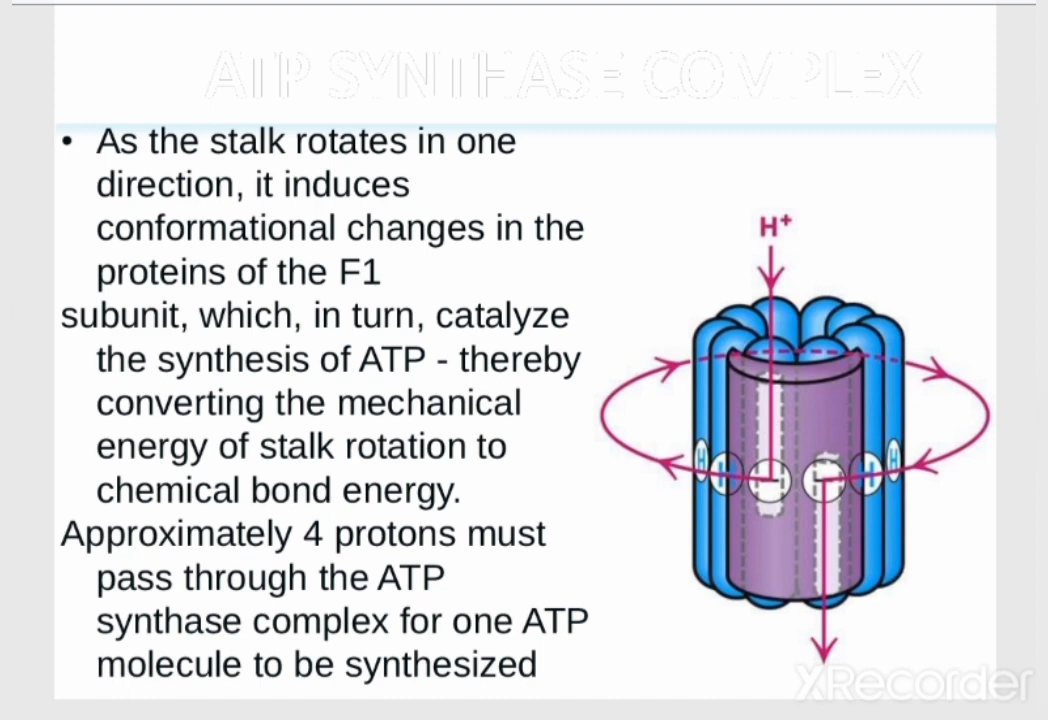 ATP SYNTHASE COMPLEX
• As the stalk rotates in one
direction, it induces
conformational changes in the
proteins of the F1
subunit, which, in turn, catalyze
the synthesis of ATP - thereby
converting the mechanical
energy of stalk rotation to
chemical bond energy.
Approximately 4 protons must
pass through the ATP
synthase complex for one ATP
molecule to be synthesized
H⁺
H H H H
XRecorder